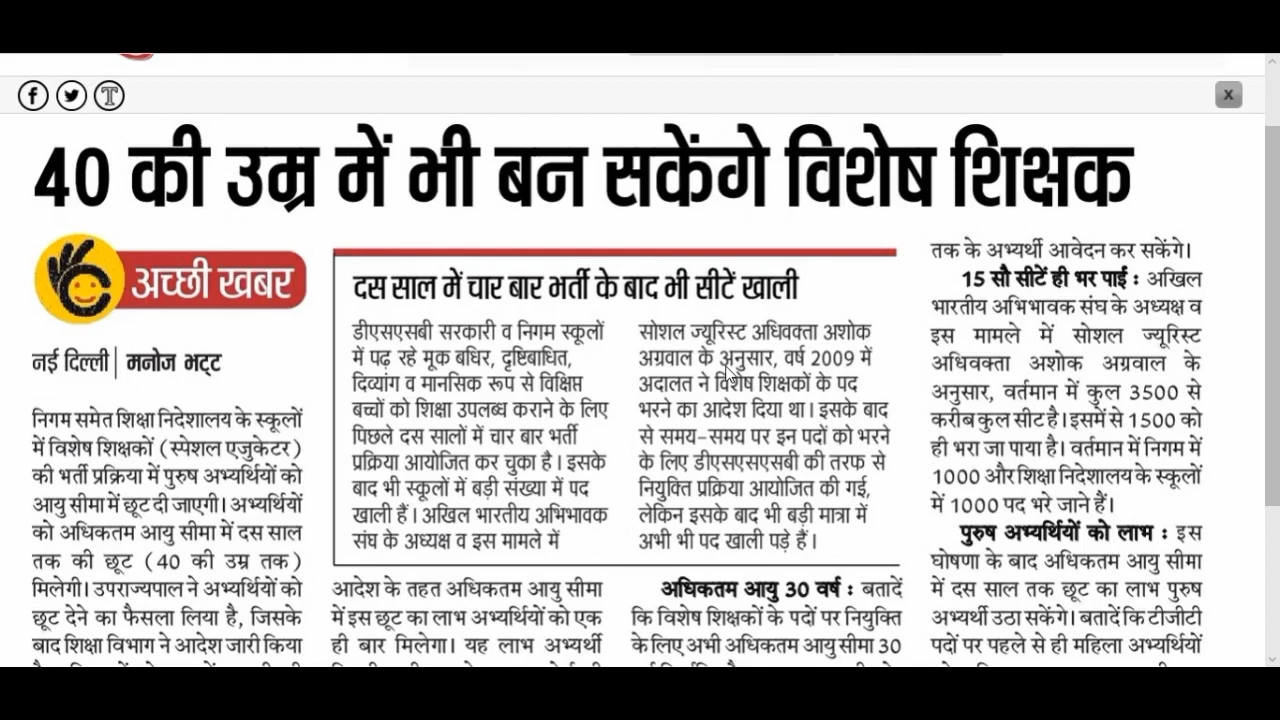 40 की उम्र में भी बन सकेंगे विशेष शिक्षक
अच्छी खबर
नई दिल्ली | मनोज भट्ट
निगम समेत शिक्षा निदेशालय के स्कूलों
में विशेष शिक्षकों (स्पेशल एजुकेटर)
की भर्ती प्रक्रिया में पुरुष अभ्यर्थियों को
आयु सीमा में छूट दी जाएगी। अभ्यर्थियों
को अधिकतम आयु सीमा में दस साल
तक की छूट (40 की उम्र तक)
मिलेगी। उपराज्यपाल ने अभ्यर्थियों को
छूट देने का फैसला लिया है, जिसके
बाद शिक्षा विभाग ने आदेश जारी किया
दस साल में चार बार भर्ती के बाद भी सीटें खाली
डीएसएसबी सरकारी व निगम स्कूलों
में पढ़ रहे मूक बधिर, दृष्टिबाधित,
दिव्यांग व मानसिक रूप से विक्षिप्त
बच्चों को शिक्षा उपलब्ध कराने के लिए
पिछले दस सालों में चार बार भर्ती
प्रक्रिया आयोजित कर चुका है। इसके
बाद भी स्कूलों में बड़ी संख्या में पद
खाली हैं। अखिल भारतीय अभिभावक
संघ के अध्यक्ष व इस मामले में
सोशल ज्यूरिस्ट अधिवक्ता अशोक
अग्रवाल के अनुसार, वर्ष 2009 में
अदालत ने विशेष शिक्षकों के पद
भरने का आदेश दिया था। इसके बाद
से समय-समय पर इन पदों को भरने
के लिए डीएसएसएसबी की तरफ से
नियुक्ति प्रक्रिया आयोजित की गई,
लेकिन इसके बाद भी बड़ी मात्रा में
अभी भी पद खाली पड़े हैं।
आदेश के तहत अधिकतम आयु सीमा
में इस छूट का लाभ अभ्यर्थियों को एक
ही बार मिलेगा। यह लाभ अभ्यर्थी
अधिकतम आयु 30 वर्ष : बतादें
कि विशेष शिक्षकों के पदों पर नियुक्ति
के लिए अभी अधिकतम आयु सीमा 30
तक के अभ्यर्थी आवेदन कर सकेंगे।
15 सौ सीटें ही भर पाई : अखिल
भारतीय अभिभावक संघ के अध्यक्ष व
इस मामले में सोशल ज्यूरिस्ट
अधिवक्ता अशोक अग्रवाल के
अनुसार, वर्तमान में कुल 3500 से
करीब कुल सीट है। इसमें से 1500 को
ही भरा जा पाया है। वर्तमान में निगम में
1000 और शिक्षा निदेशालय के स्कूलों
में 1000 पद भरे जाने हैं।
पुरुष अभ्यर्थियों को लाभ : इस
घोषणा के बाद अधिकतम आयु सीमा
में दस साल तक छूट का लाभ पुरुष
अभ्यर्थी उठा सकेंगे। बतादें कि टीजीटी
पदों पर पहले से ही महिला अभ्यर्थियों